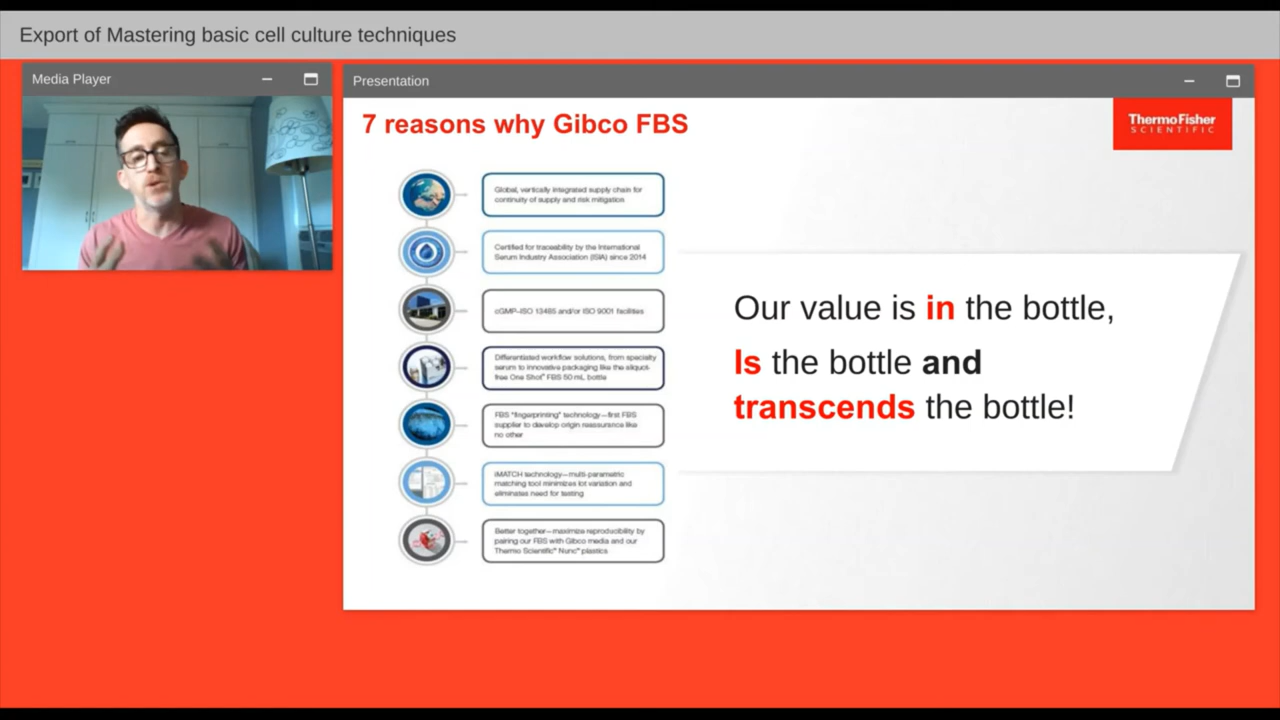 Export of Mastering basic cell culture techniques
Media Player
Presentation
7 reasons why Gibco FBS
ThermoFisher
SCIENTIFIC
Global, vertically integrated supply chain for
continuity of supply and risk mitigation
Certified for traceability by the International
Serum Industry Association (ISIA) since 2014
cGMP–ISO 13485 and/or ISO 9001 facilities
Differentiated workflow solutions, from specialty
serum to innovative packaging like the aliquot-
free One Shot™ FBS 50 mL bottle
FBS "fingerprinting" technology—first FBS
supplier to develop origin reassurance like
no other
iMATCH technology—multi-parametric
matching tool minimizes lot variation and
eliminates need for testing
Better together—maximize reproducibility by
pairing our FBS with Gibco media and our
Thermo Scientific™ Nunc™ plastics
Our value is in the bottle,
Is the bottle and
transcends the bottle!